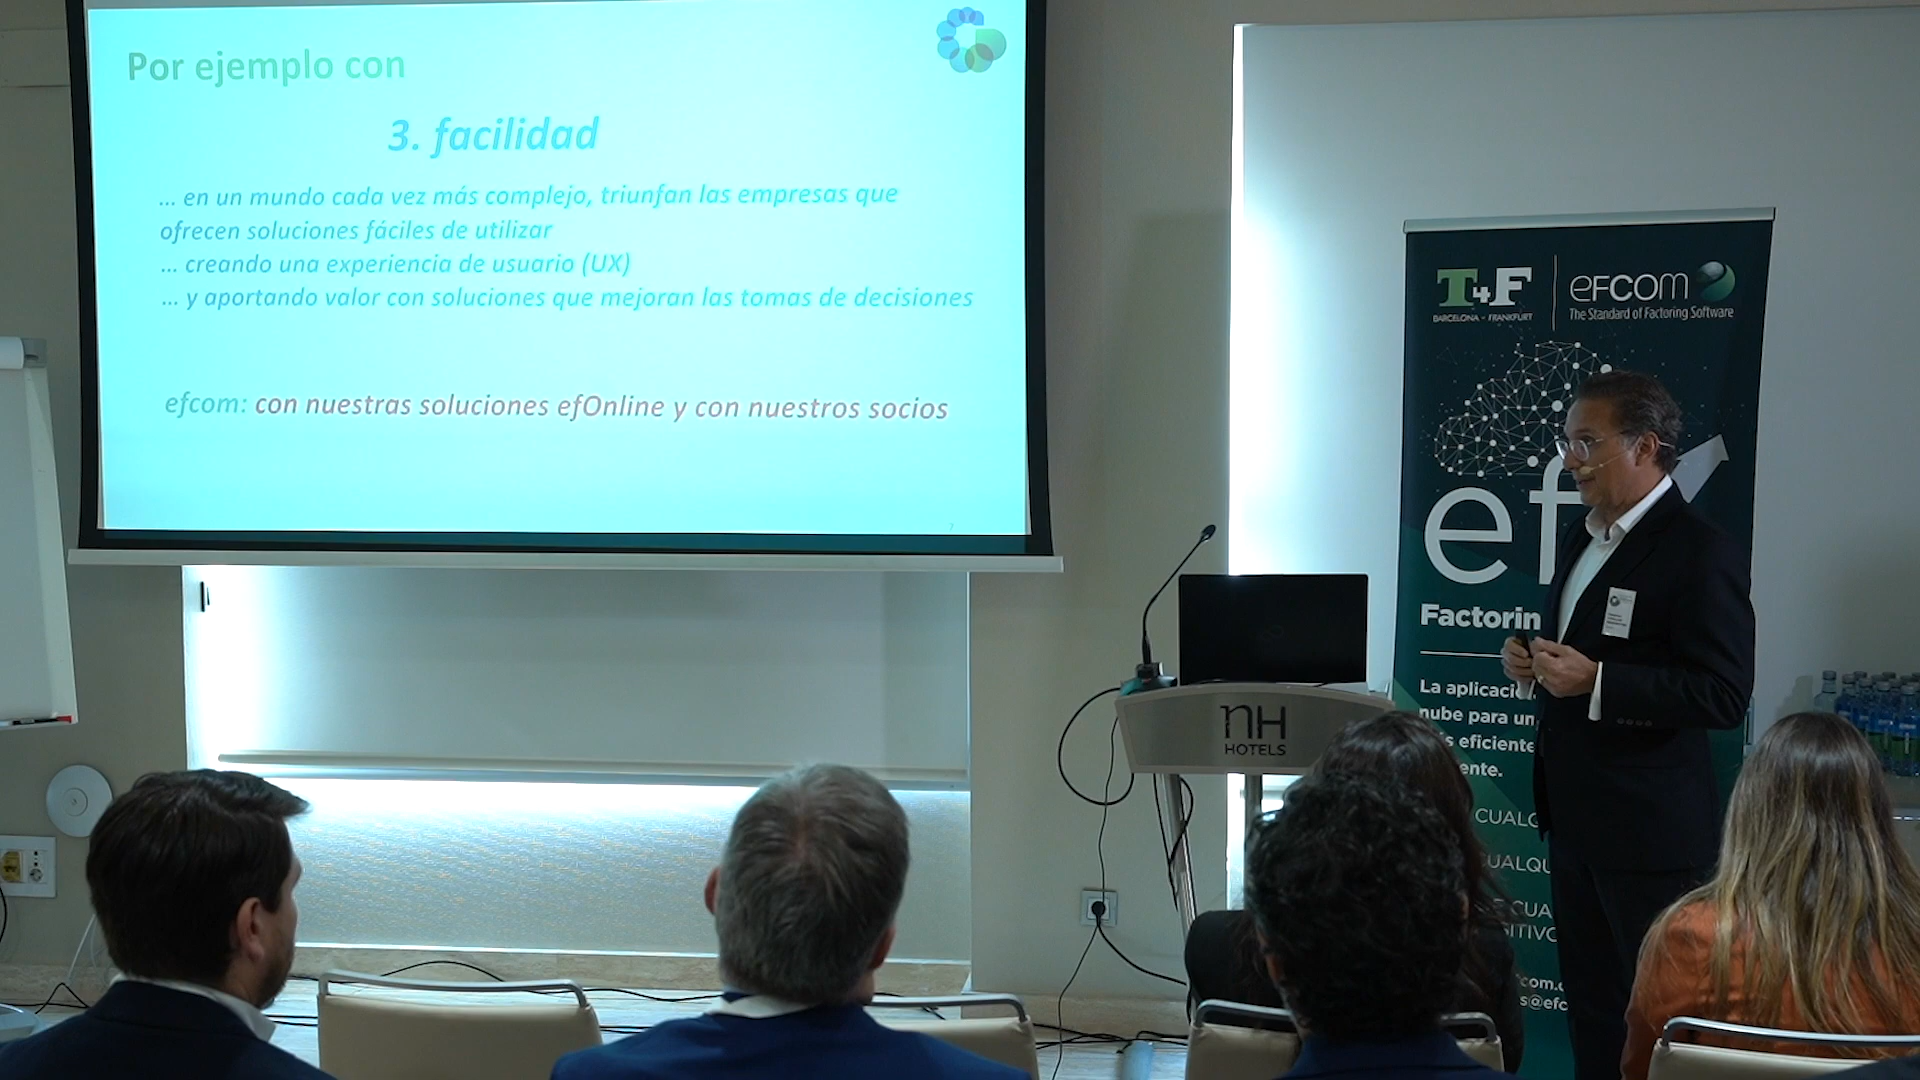 Por ejemplo con
3. facilidad
... en un mundo cada vez más complejo, triunfan las empresas que
ofrecen soluciones fáciles de utilizar
... creando una experiencia de usuario (UX)
... y aportando valor con soluciones que mejoran las tomas de decisiones
efcom: con nuestras soluciones efOnline y con nuestros socios
7
T4F
BARCELONA - FRANKFURT
efcom
The Standard of Factoring Software
ef
Factorin
La aplicaci
nube para un
s eficiente
ente.
CUALQ
CUALQU
E CUA
SITIVO
com.
s@efc
nH
HOTELS